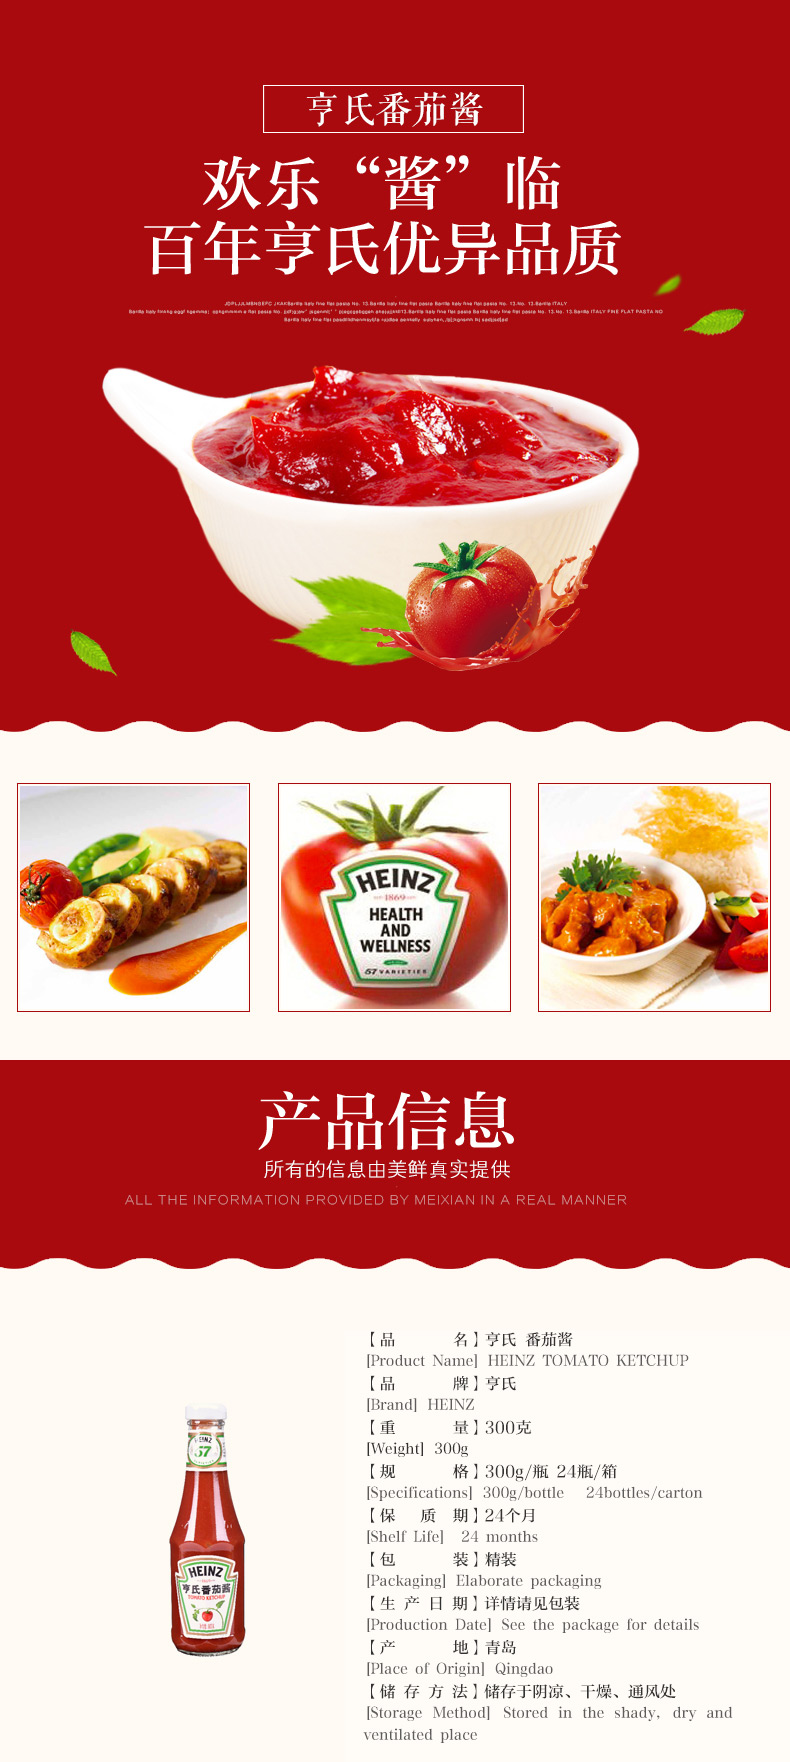 亨氏番茄酱
欢乐“酱”临
百年亨氏优异品质
HEINZ
1869
HEALTH
AND
WELLNESS
57 VARIETIES
产品信息
所有的信息由美鲜真实提供
ALL THE INFORMATION PROVIDED BY MEIXIAN IN A REAL MANNER
【品 名】亨氏 番茄酱
[Product Name] HEINZ TOMATO KETCHUP
【品 牌】亨氏
[Brand] HEINZ
【重 量】300克
[Weight] 300g
【规 格】300g/瓶 24瓶/箱
[Specifications] 300g/bottle 24bottles/carton
【保 质 期】24个月
[Shelf Life] 24 months
【包 装】精装
[Packaging] Elaborate packaging
【生 产 日 期】详情请见包装
[Production Date] See the package for details
【产 地】青岛
[Place of Origin] Qingdao
【储 存 方 法】储存于阴凉、干燥、通风处
[Storage Method] Stored in the shady, dry and
ventilated place
HEINZ
57
HEINZ
亨氏番茄酱
TOMATO KETCHUP